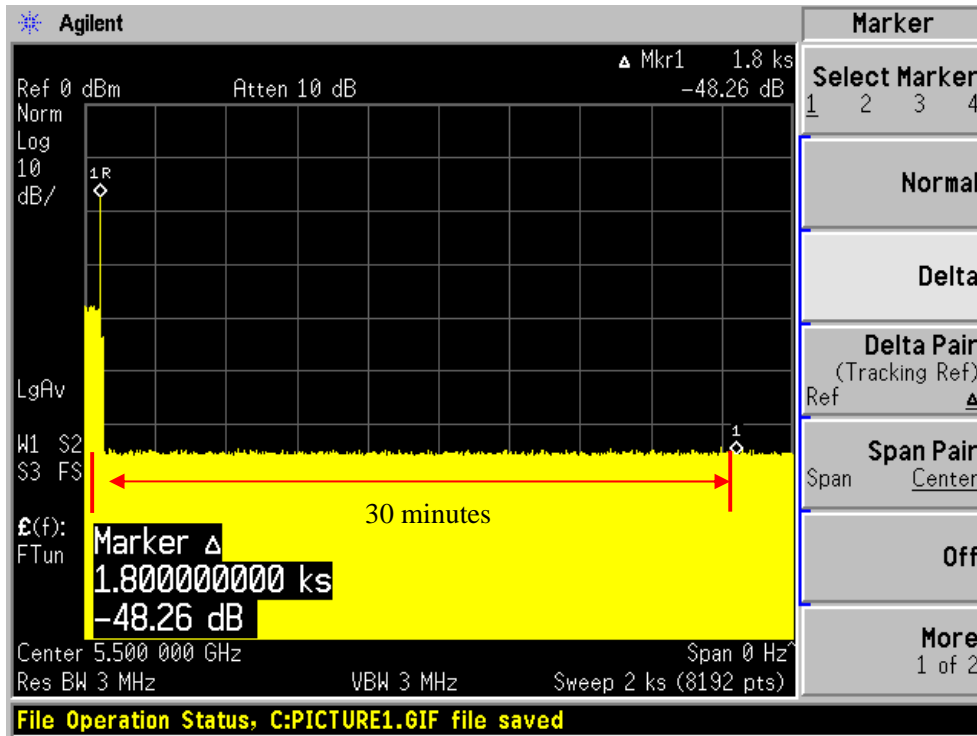 Agilent
Marker
Δ Mkr1 1.8 ks
Ref 0 dBm Atten 10 dB -48.26 dB
Norm
Log
10
dB/
1R
LgAv
1
W1 S2
S3 FS
30 minutes
£(f):
FTun
Marker Δ
1.800000000 ks
-48.26 dB
Center 5.500 000 GHz Span 0 Hz^
Res BW 3 MHz VBW 3 MHz Sweep 2 ks (8192 pts)
File Operation Status, C:PICTURE1.GIF file saved
Select Marker
1 2 3 4
Normal
Delta
Delta Pair
(Tracking Ref)
Ref Δ
Span Pair
Span Center
Off
More
1 of 2